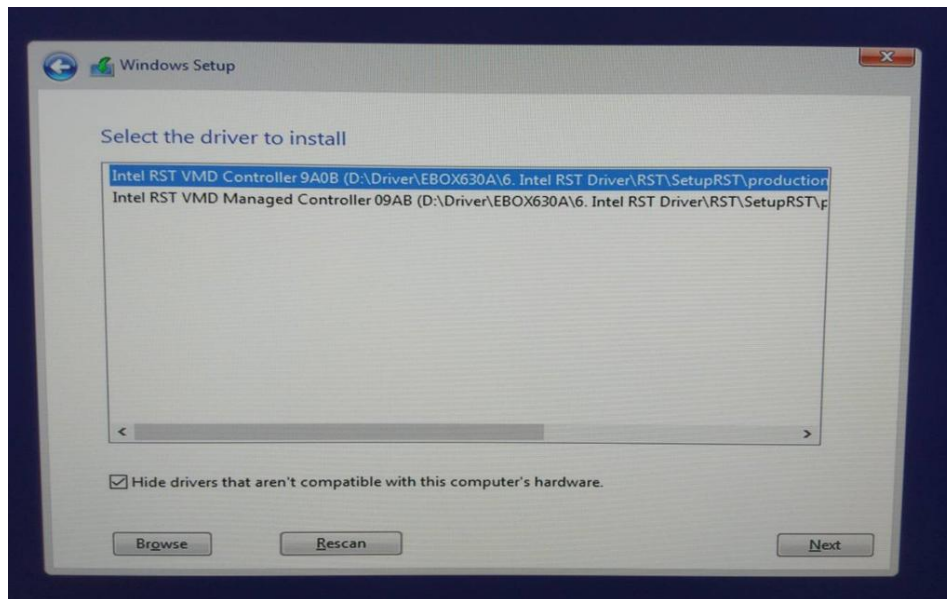 Windows Setup
Select the driver to install
Intel RST VMD Controller 9A0B (D:\Driver\EBOX630A\6. Intel RST Driver\RST\SetupRST\production
Intel RST VMD Managed Controller 09AB (D:\Driver\EBOX630A\6. Intel RST Driver\RST\SetupRST\p
Hide drivers that aren't compatible with this computer's hardware.
Browse
Rescan
Next